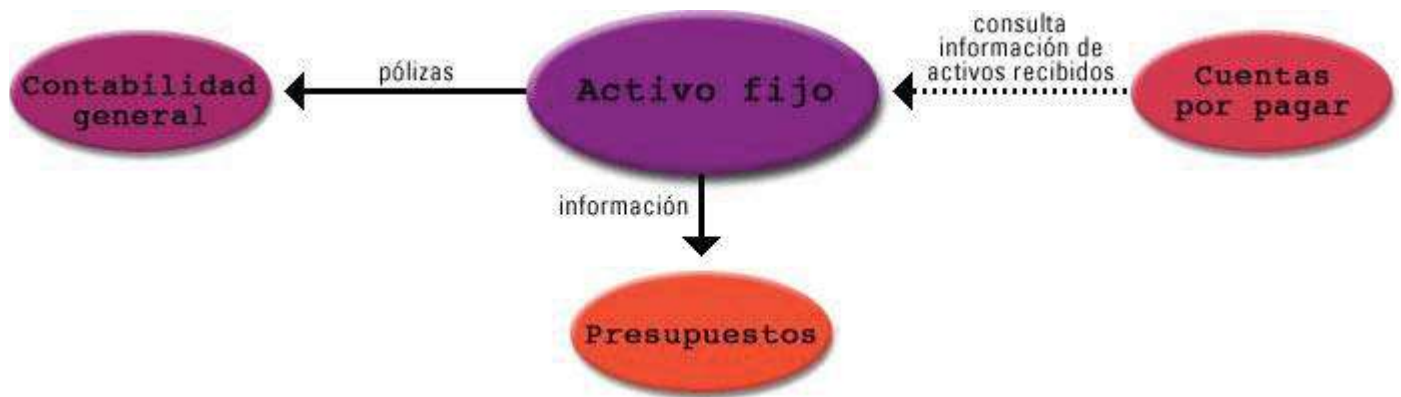 consulta
información de
activos recibidos
pólizas
Contabilidad
general
Activo fijo
Cuentas
por pagar
información
Presupuestos